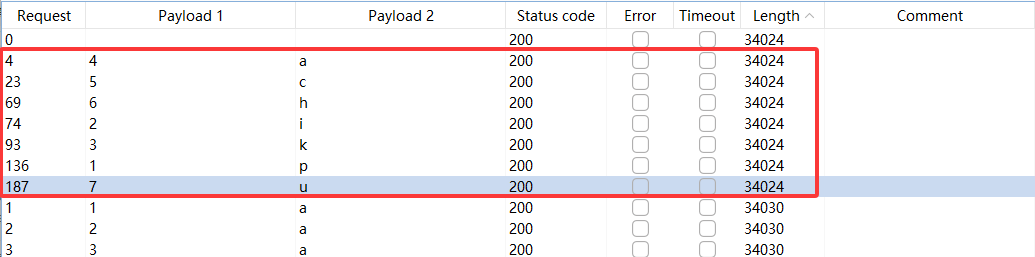 Request Payload 1 Payload 2 Status code Error Timeout Length Comment
0 200 34024
4 4 a 200 34024
23 5 c 200 34024
69 6 h 200 34024
74 2 i 200 34024
93 3 k 200 34024
136 1 p 200 34024
187 7 u 200 34024
1 1 a 200 34030
2 2 a 200 34030
3 3 a 200 34030